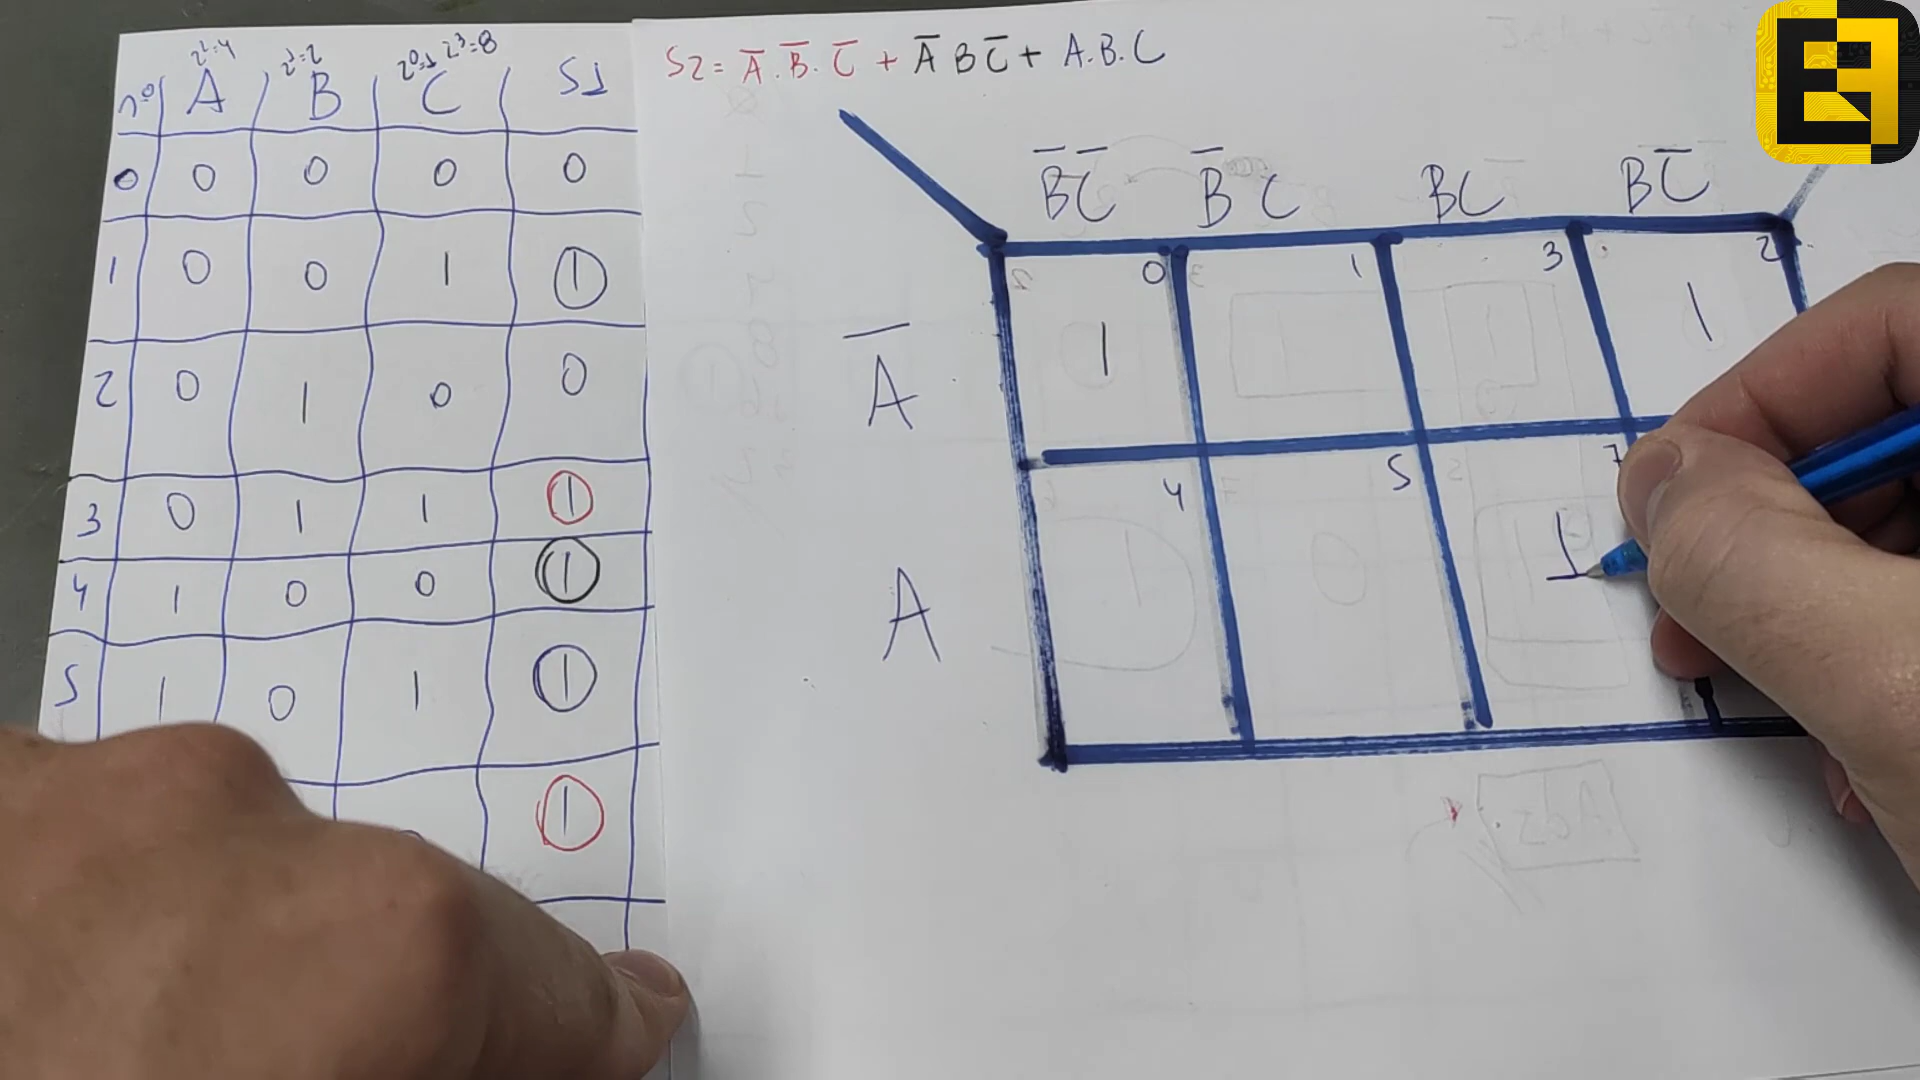 2²=4 2¹=2 2⁰=1 2³=8
nº A B C S1
0 0 0 0 0
1 0 0 1 1
2 0 1 0 0
3 0 1 1 1
4 1 0 0 1
5 1 0 1 1
1
S2 = A̅.B̅.C̅ + A̅BC̅ + A.B.C
B̅C̅ B̅C BC BC̅
0 1 3 2
A̅ 1 1
4 5 7
A 1
EF